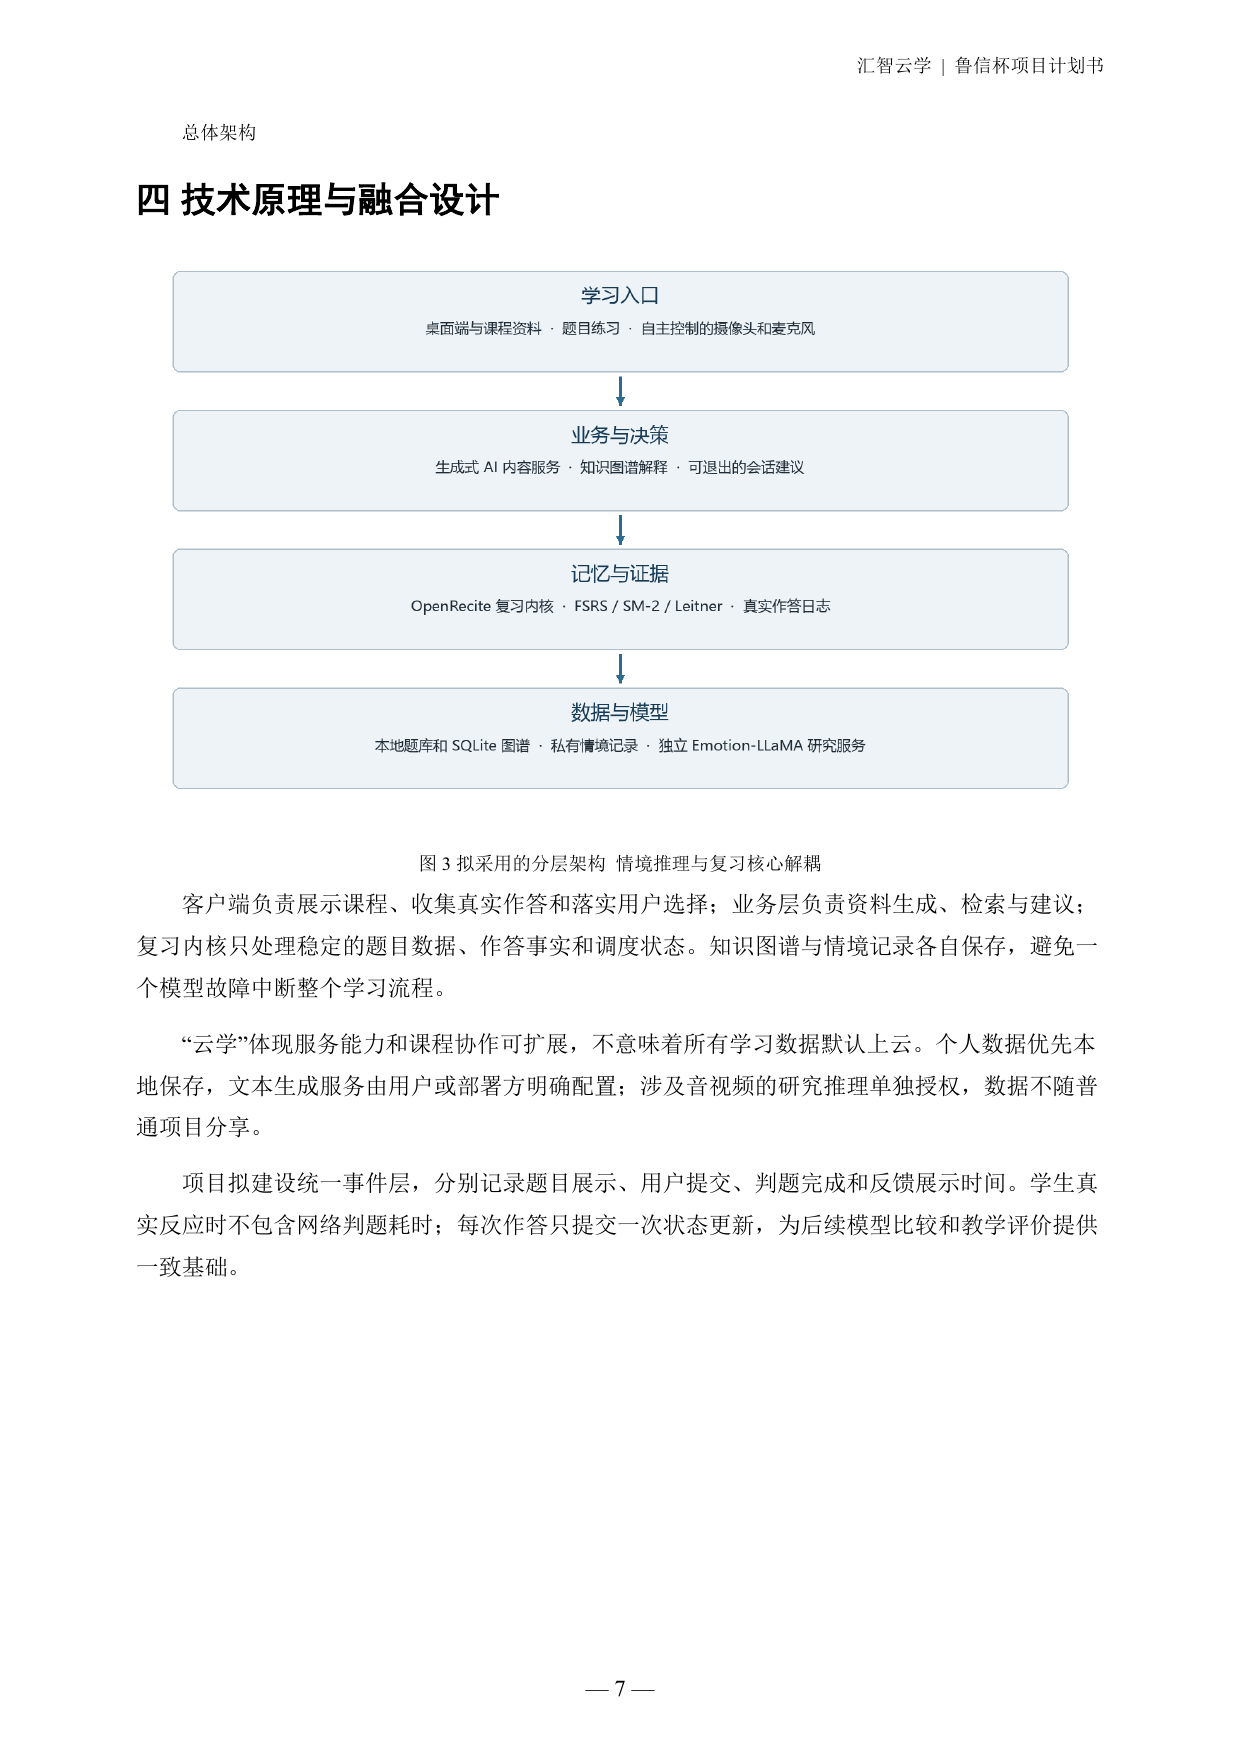 汇智云学 | 鲁信杯项目计划书
总体架构
四 技术原理与融合设计
学习入口
桌面端与课程资料 · 题目练习 · 自主控制的摄像头和麦克风
业务与决策
生成式 AI 内容服务 · 知识图谱解释 · 可退出的会话建议
记忆与证据
OpenRecite 复习内核 · FSRS / SM-2 / Leitner · 真实作答日志
数据与模型
本地题库和 SQLite 图谱 · 私有情境记录 · 独立 Emotion-LLaMA 研究服务
图 3 拟采用的分层架构 情境推理与复习核心解耦
客户端负责展示课程、收集真实作答和落实用户选择；业务层负责资料生成、检索与建议；
复习内核只处理稳定的题目数据、作答事实和调度状态。知识图谱与情境记录各自保存，避免一
个模型故障中断整个学习流程。
“云学”体现服务能力和课程协作可扩展，不意味着所有学习数据默认上云。个人数据优先本
地保存，文本生成服务由用户或部署方明确配置；涉及音视频的研究推理单独授权，数据不随普
通项目分享。
项目拟建设统一事件层，分别记录题目展示、用户提交、判题完成和反馈展示时间。学生真
实反应时不包含网络判题耗时；每次作答只提交一次状态更新，为后续模型比较和教学评价提供
一致基础。
— 7 —